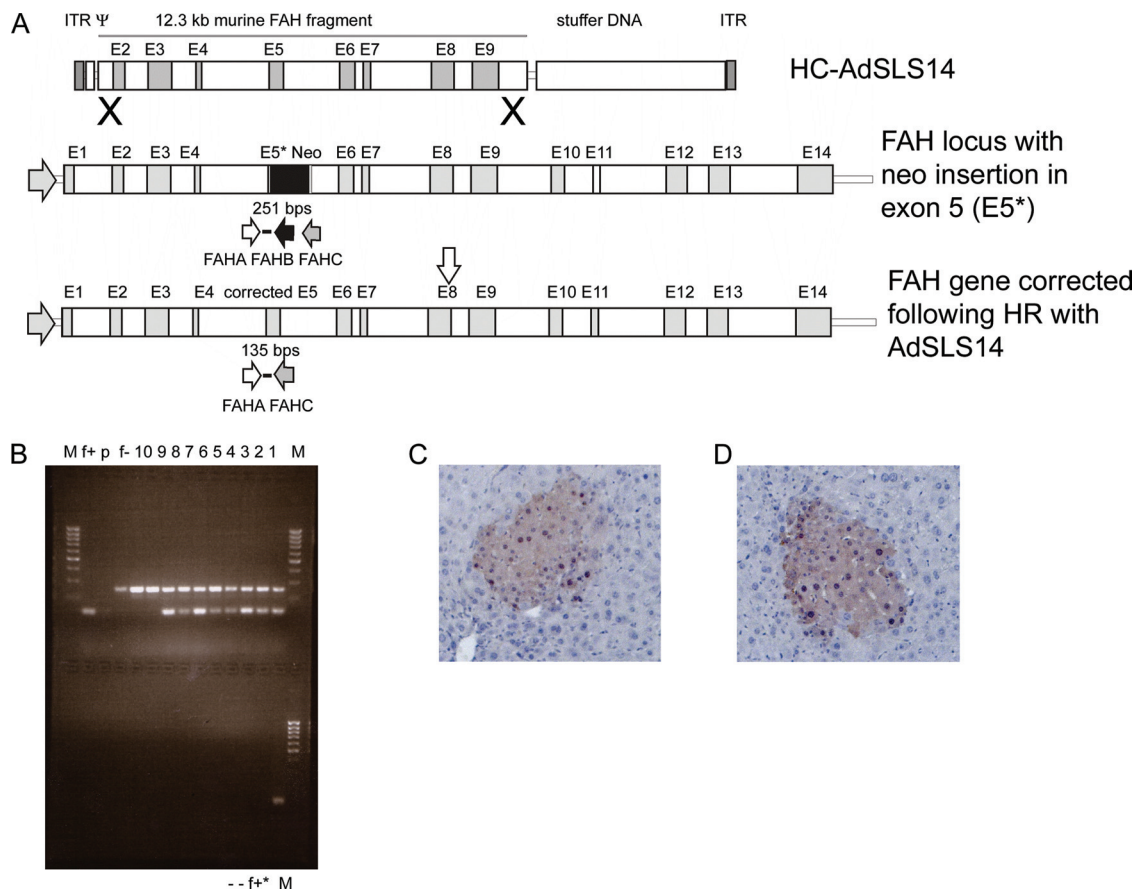 A
ITR Ψ 12.3 kb murine FAH fragment stuffer DNA ITR
E2 E3 E4 E5 E6 E7 E8 E9
HC-AdSLS14
X X
E1 E2 E3 E4 E5* Neo E6 E7 E8 E9 E10 E11 E12 E13 E14
FAH locus with
neo insertion in
exon 5 (E5*)
251 bps
FAHA FAHB FAHC
E1 E2 E3 E4 corrected E5 E6 E7 E8 E9 E10 E11 E12 E13 E14
FAH gene corrected
following HR with
AdSLS14
135 bps
FAHA FAHC
B
M f+ p f- 10 9 8 7 6 5 4 3 2 1 M
- - f+* M
C
D